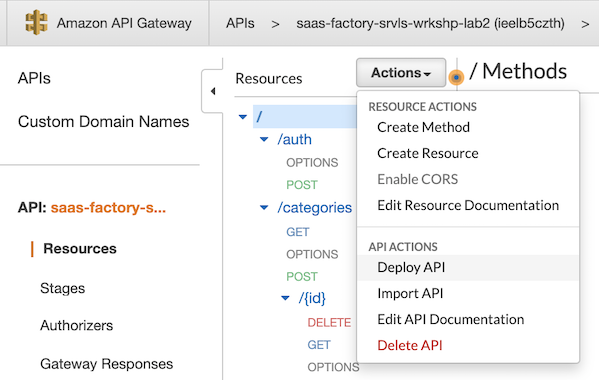 Amazon API Gateway
APIs > saas-factory-srvls-wrkshp-lab2 (ieelb5czth) >
APIs
Custom Domain Names
API: saas-factory-s...
Resources
Stages
Authorizers
Gateway Responses
Resources
Actions
/ Methods
/
/auth
OPTIONS
POST
/categories
GET
OPTIONS
POST
/{id}
DELETE
GET
OPTIONS
RESOURCE ACTIONS
Create Method
Create Resource
Enable CORS
Edit Resource Documentation
API ACTIONS
Deploy API
Import API
Edit API Documentation
Delete API